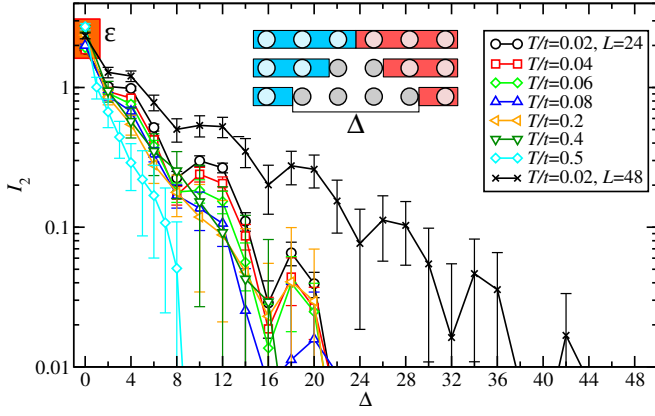 ε
T/t=0.02, L=24
T/t=0.04
T/t=0.06
T/t=0.08
T/t=0.2
T/t=0.4
T/t=0.5
T/t=0.02, L=48
Δ
1
0.1
0.01
I₂
0 4 8 12 16 20 24 28 32 36 40 44 48
Δ